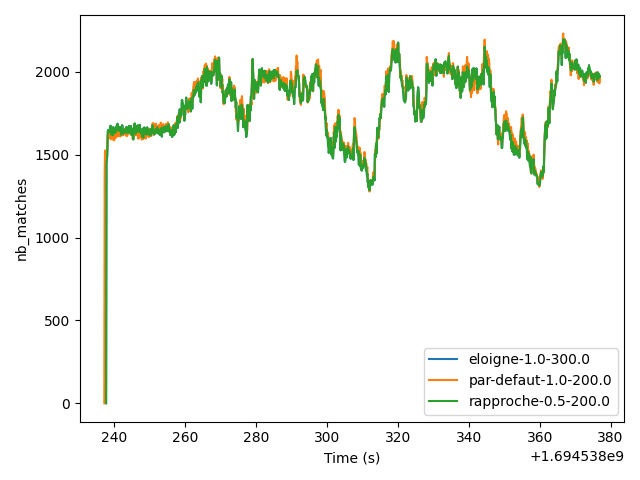 2000
1500
1000
500
0
nb_matches
240 260 280 300 320 340 360 380
Time (s)
+1.694538e9
eloigne-1.0-300.0
par-defaut-1.0-200.0
rapproche-0.5-200.0